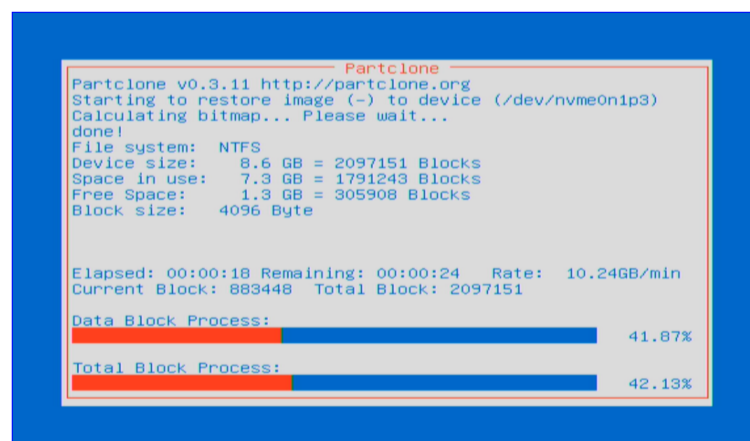 Partclone
Partclone v0.3.11 http://partclone.org
Starting to restore image (-) to device (/dev/nvme0n1p3)
Calculating bitmap... Please wait...
done!
File system: NTFS
Device size: 8.6 GB = 2097151 Blocks
Space in use: 7.3 GB = 1791243 Blocks
Free Space: 1.3 GB = 305908 Blocks
Block size: 4096 Byte
Elapsed: 00:00:18 Remaining: 00:00:24 Rate: 10.24GB/min
Current Block: 883448 Total Block: 2097151
Data Block Process:
41.87%
Total Block Process:
42.13%